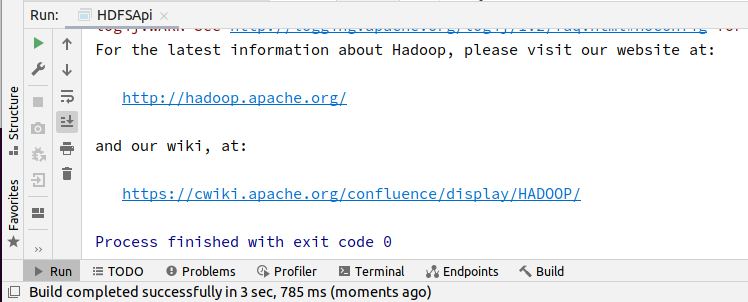 Run: HDFSApi
For the latest information about Hadoop, please visit our website at:
http://hadoop.apache.org/
and our wiki, at:
https://cwiki.apache.org/confluence/display/HADOOP/
Process finished with exit code 0
Structure
Favorites
Run TODO Problems Profiler Terminal Endpoints Build
Build completed successfully in 3 sec, 785 ms (moments ago)